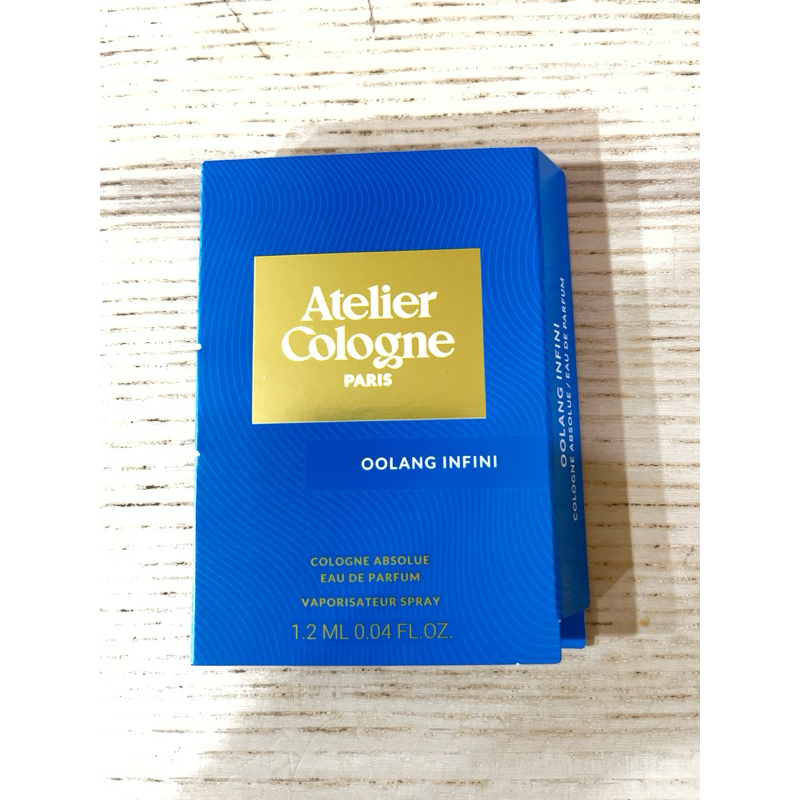 Atelier
Cologne
PARIS
OOLANG INFINI
COLOGNE ABSOLUE
EAU DE PARFUM
VAPORISATEUR SPRAY
1.2 ML 0.04 FL.OZ.
OOLANG INFINI
COLOGNE ABSOLUE / EAU DE PARFUM